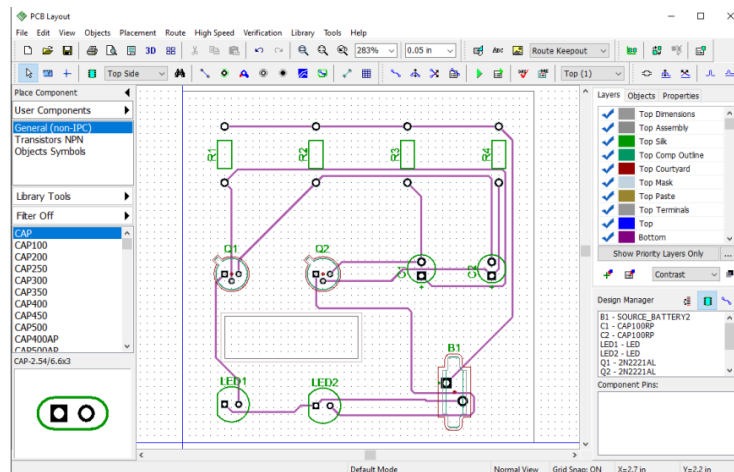 PCB Layout
File Edit View Objects Placement Route High Speed Verification Library Tools Help
3D 283% 0.05 in ABC Route Keepout
Top Side Top (1)
Place Component
User Components
General (non-IPC)
Transistors NPN
Objects Symbols
Library Tools
Filter Off
CAP
CAP100
CAP200
CAP250
CAP300
CAP350
CAP400
CAP450
CAP500
CAP400AP
CAP500AP
CAP-2.54/6.6x3
R1
R2
R3
R4
Q1
Q2
C1
C2
B1
LED1
LED2
Layers Objects Properties
Top Dimensions
Top Assembly
Top Silk
Top Comp Outline
Top Courtyard
Top Mask
Top Paste
Top Terminals
Top
Bottom
Show Priority Layers Only ...
Contrast
Design Manager
B1 - SOURCE_BATTERY2
C1 - CAP100RP
C2 - CAP100RP
LED1 - LED
LED2 - LED
Q1 - 2N2221AL
Q2 - 2N2221AL
Component Pins:
Default Mode Normal View Grid Snap: ON X=2.7 in Y=2.2 in